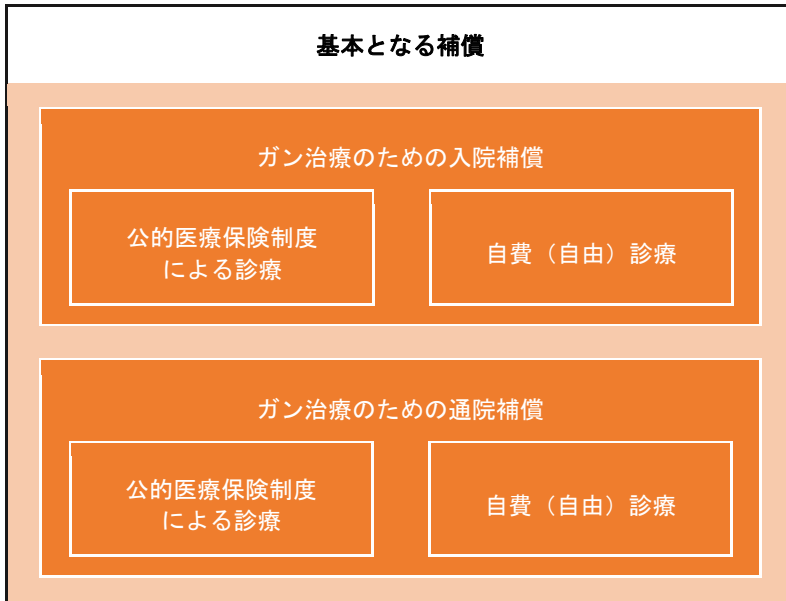 基本となる補償
ガン治療のための入院補償
公的医療保険制度
による診療
自費（自由）診療
ガン治療のための通院補償
公的医療保険制度
による診療
自費（自由）診療